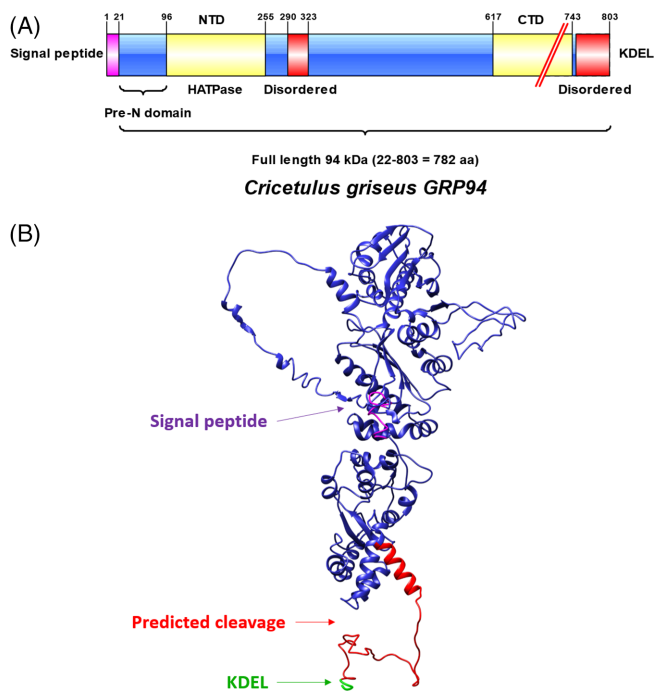 (A)
1 21 96 NTD 255 290 323 617 CTD 743 803
Signal peptide KDEL
HATPase Disordered Disordered
Pre-N domain
Full length 94 kDa (22-803 = 782 aa)
Cricetulus griseus GRP94
(B)
Signal peptide
Predicted cleavage
KDEL